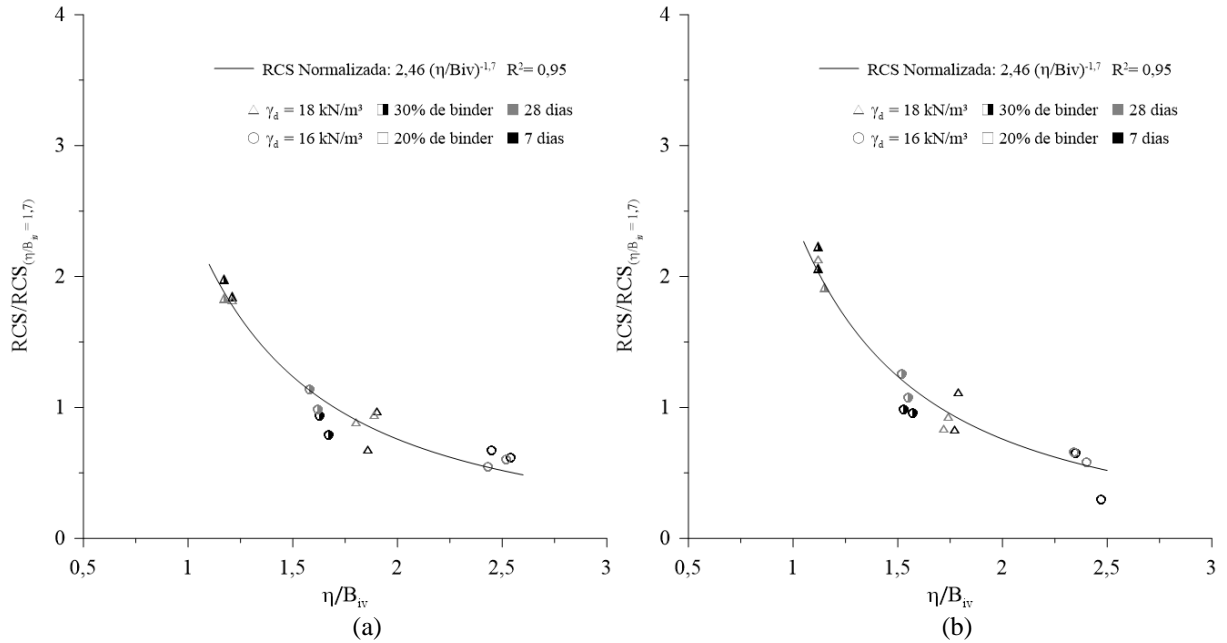 4
RCS Normalizada: 2,46 (η/Biv)^-1,7 R²= 0,95
γd = 18 kN/m³ 30% de binder 28 dias
γd = 16 kN/m³ 20% de binder 7 dias
3
RCS/RCS(η/Biv = 1,7)
2
1
0
0,5 1 1,5 2 2,5 3
η/Biv
(a)
4
RCS Normalizada: 2,46 (η/Biv)^-1,7 R²= 0,95
γd = 18 kN/m³ 30% de binder 28 dias
γd = 16 kN/m³ 20% de binder 7 dias
3
RCS/RCS(η/Biv = 1,7)
2
1
0
0,5 1 1,5 2 2,5 3
η/Biv
(b)